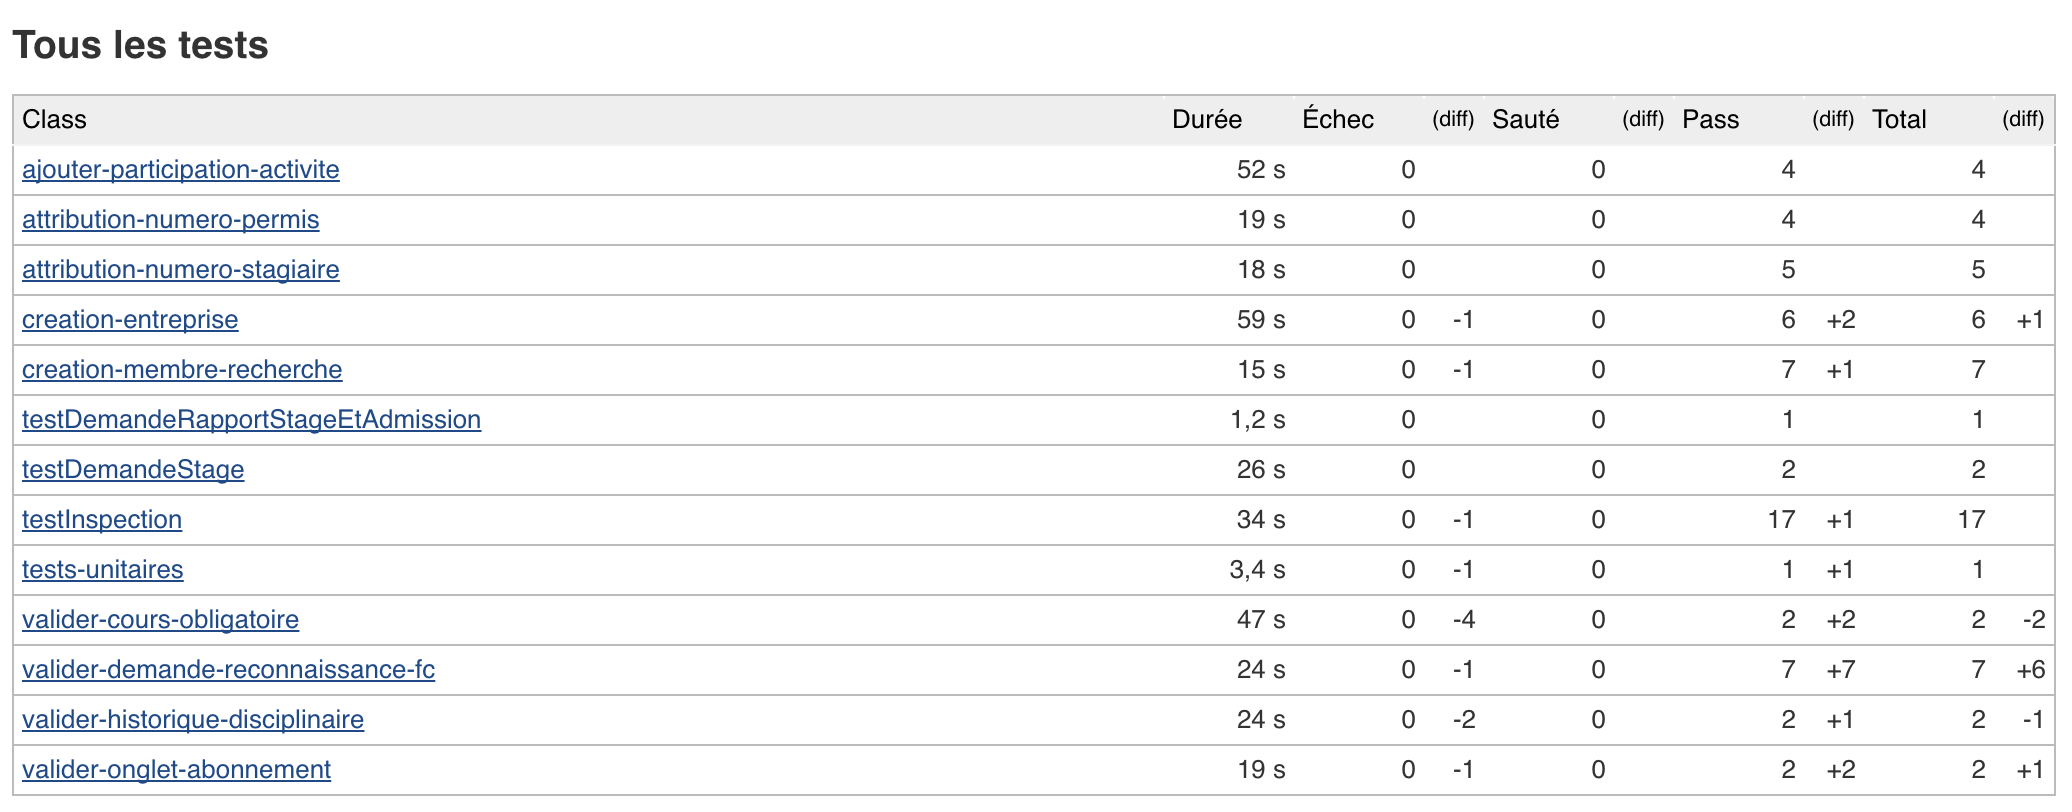 Tous les tests
Class Durée Échec (diff) Sauté (diff) Pass (diff) Total (diff)
ajouter-participation-activite 52 s 0 0 4 4
attribution-numero-permis 19 s 0 0 4 4
attribution-numero-stagiaire 18 s 0 0 5 5
creation-entreprise 59 s 0 -1 0 6 +2 6 +1
creation-membre-recherche 15 s 0 -1 0 7 +1 7
testDemandeRapportStageEtAdmission 1,2 s 0 0 1 1
testDemandeStage 26 s 0 0 2 2
testInspection 34 s 0 -1 0 17 +1 17
tests-unitaires 3,4 s 0 -1 0 1 +1 1
valider-cours-obligatoire 47 s 0 -4 0 2 +2 2 -2
valider-demande-reconnaissance-fc 24 s 0 -1 0 7 +7 7 +6
valider-historique-disciplinaire 24 s 0 -2 0 2 +1 2 -1
valider-onglet-abonnement 19 s 0 -1 0 2 +2 2 +1